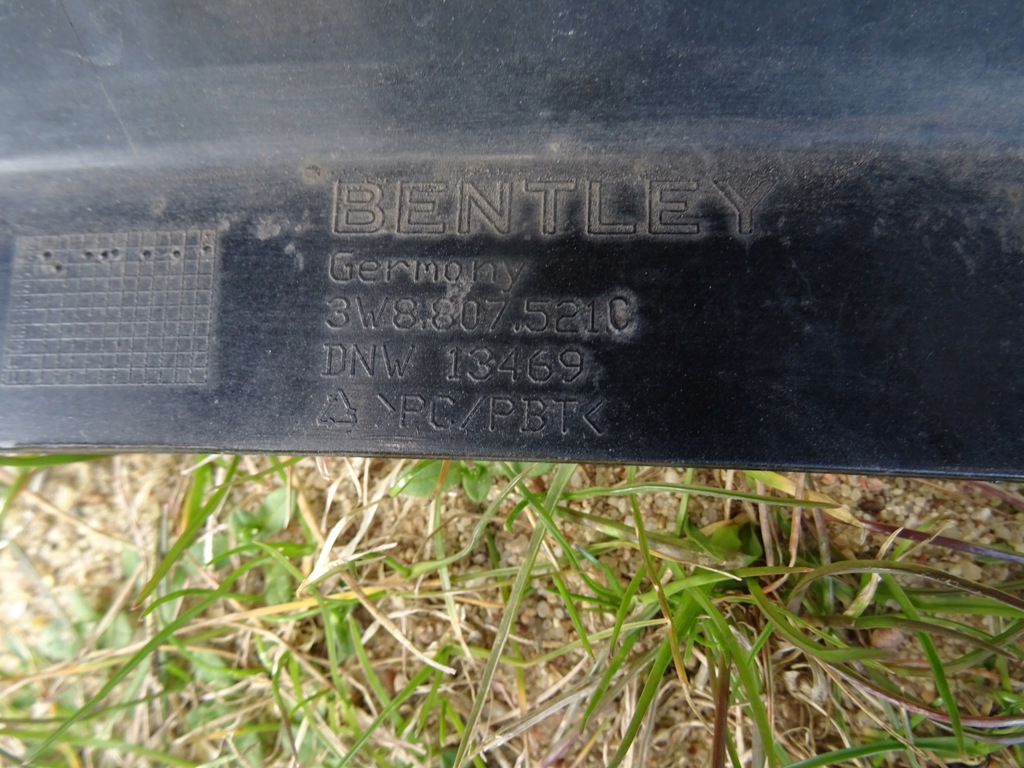 BENTLEY
Germany
3W8.807.521C
DNW 13469
>PC/PBT<